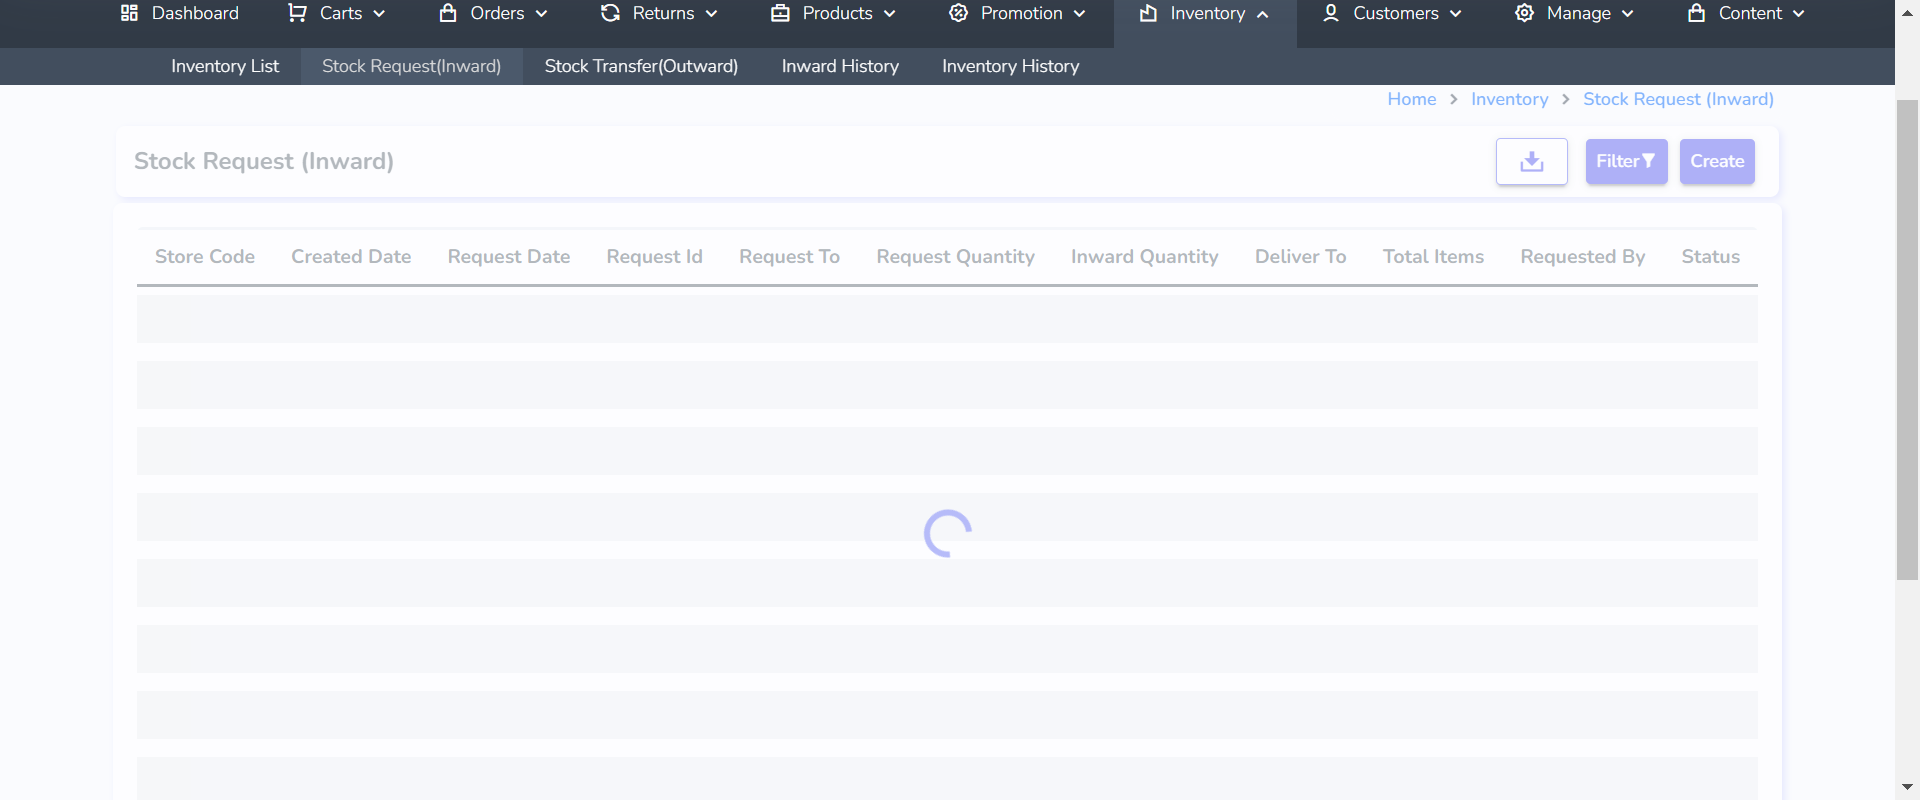 Dashboard Carts Orders Returns Products Promotion Inventory Customers Manage Content
Inventory List Stock Request(Inward) Stock Transfer(Outward) Inward History Inventory History
Home > Inventory > Stock Request (Inward)
Stock Request (Inward) Filter Create
Store Code Created Date Request Date Request Id Request To Request Quantity Inward Quantity Deliver To Total Items Requested By Status